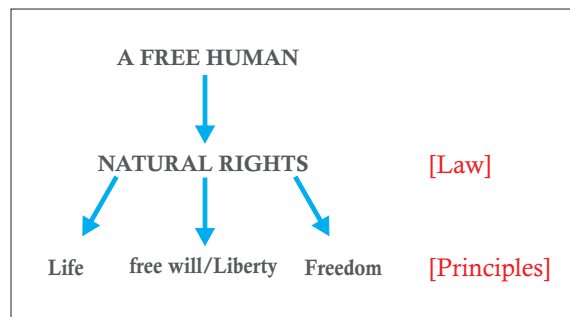 A FREE HUMAN
NATURAL RIGHTS [Law]
Life free will/Liberty Freedom [Principles]